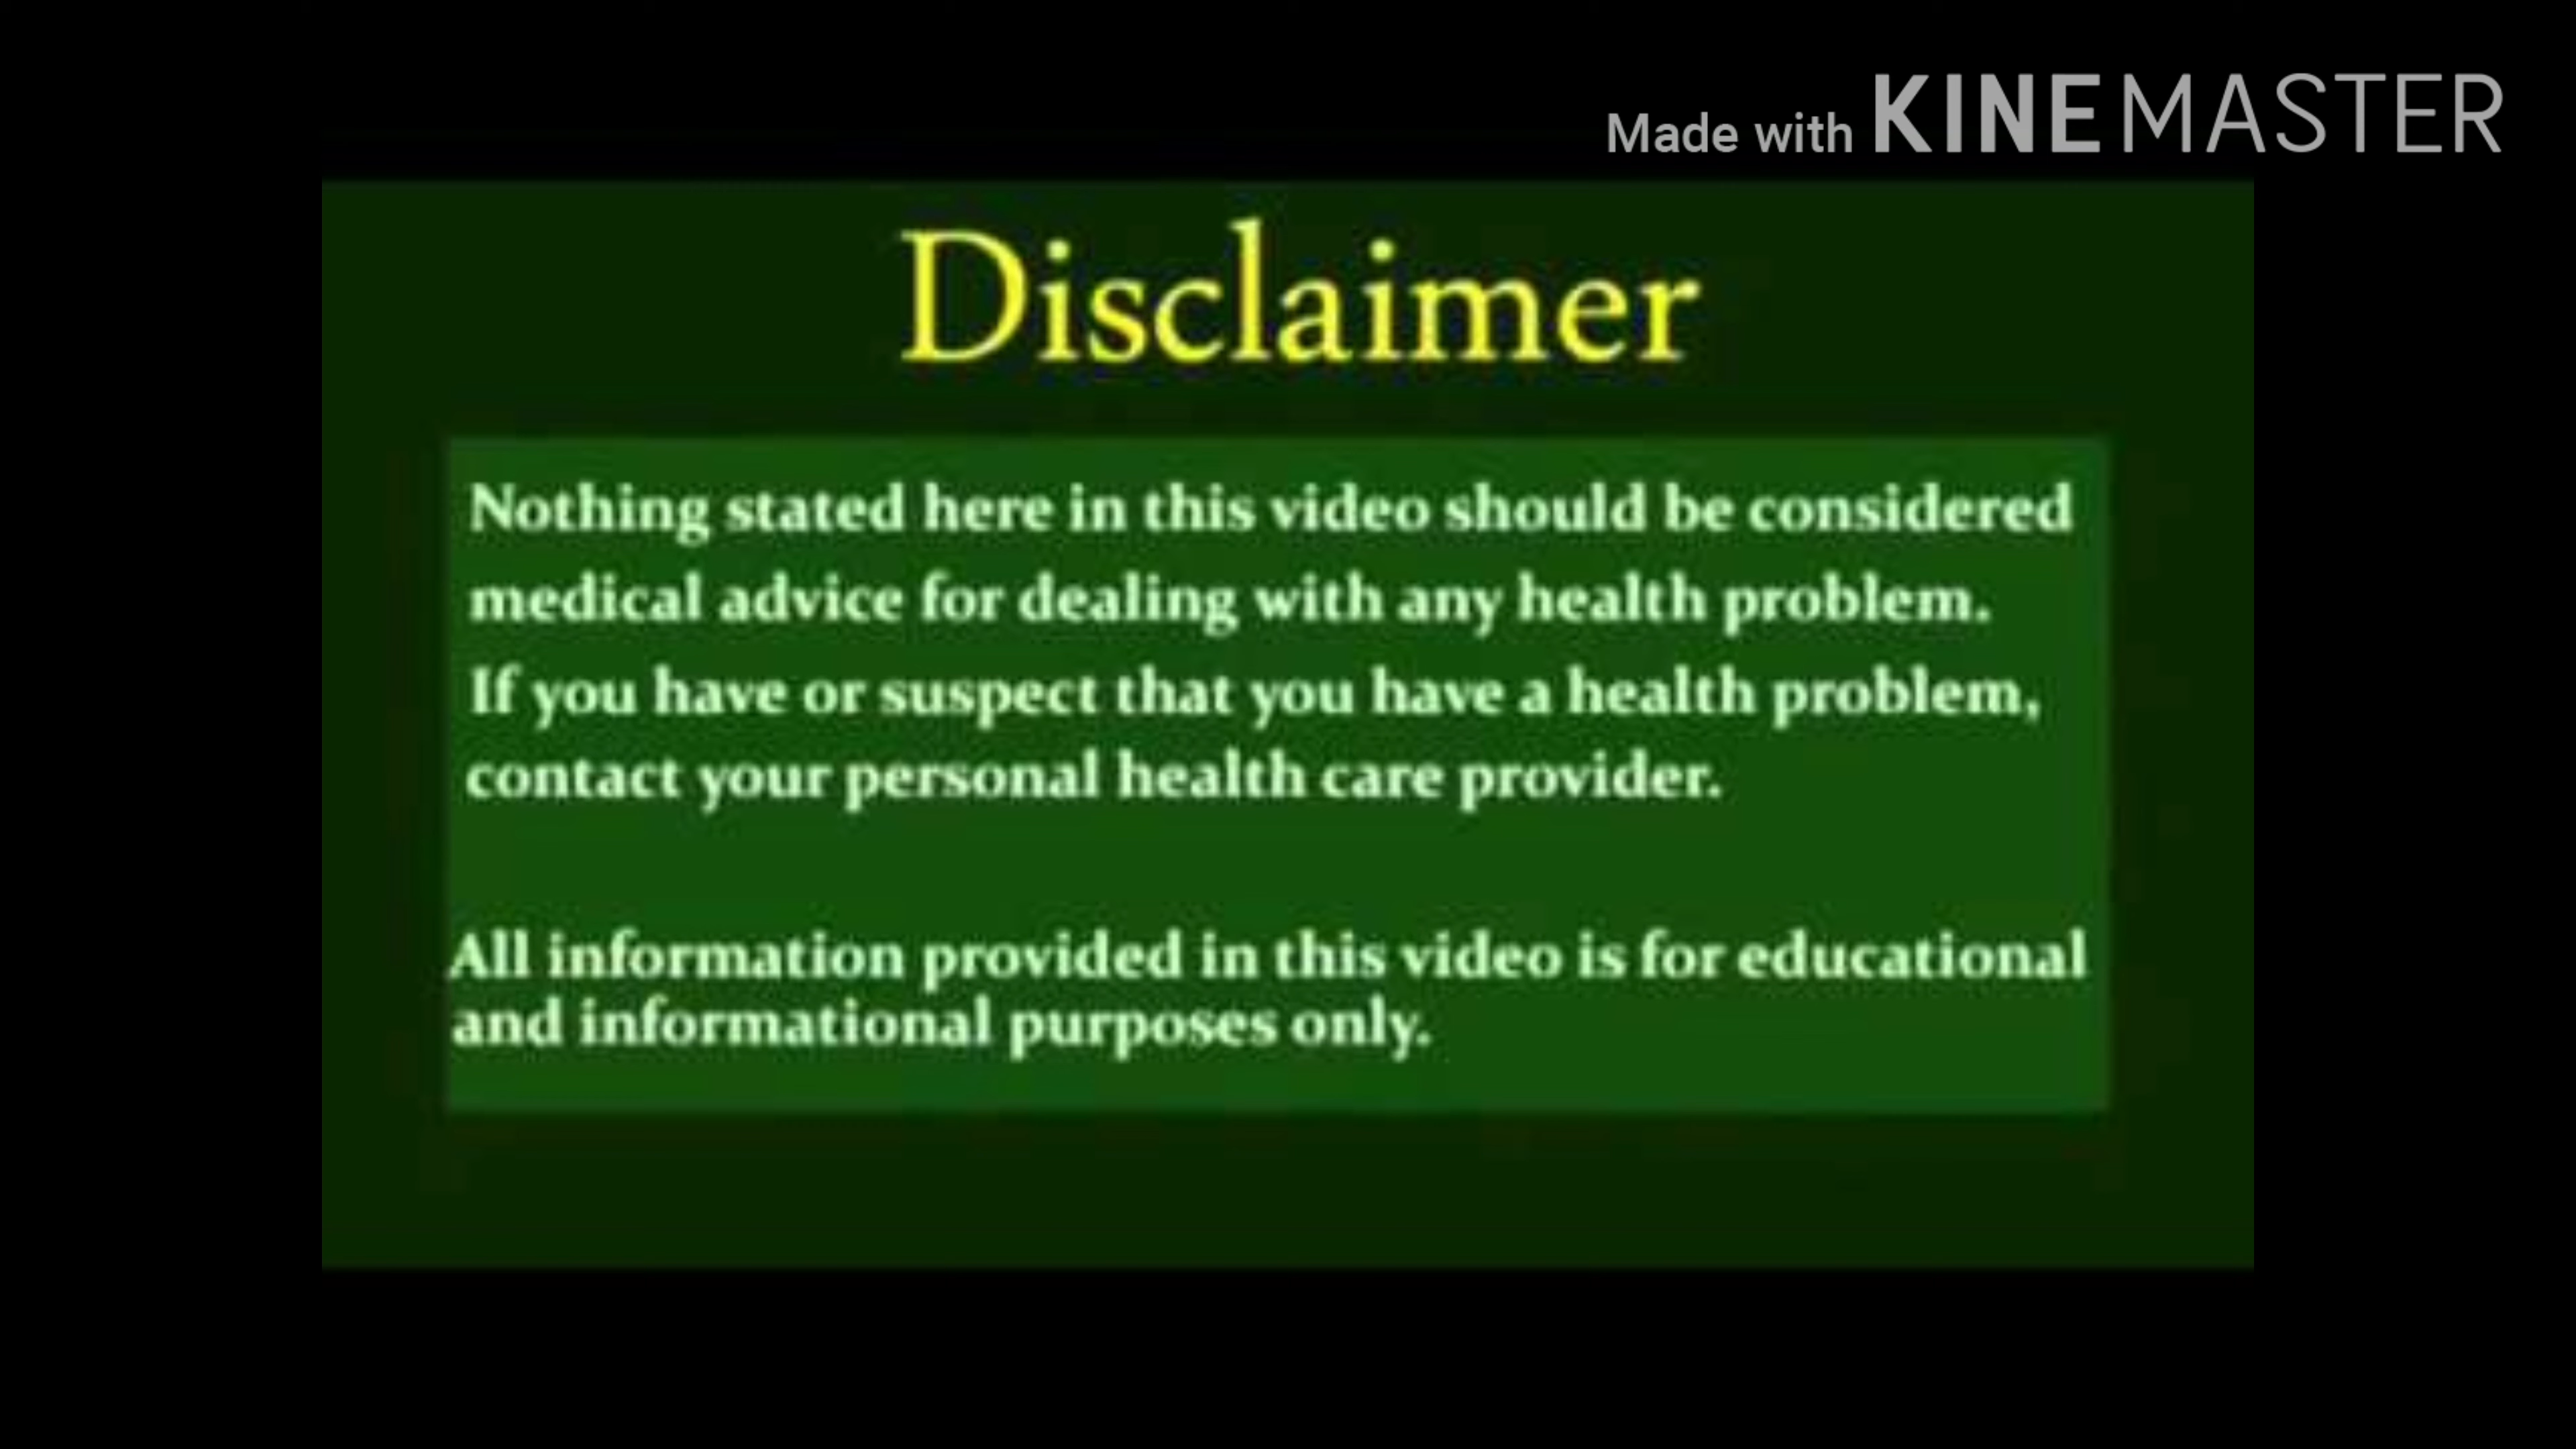 Made with KINEMASTER
Disclaimer
Nothing stated here in this video should be considered
medical advice for dealing with any health problem.
If you have or suspect that you have a health problem,
contact your personal health care provider.
All information provided in this video is for educational
and informational purposes only.